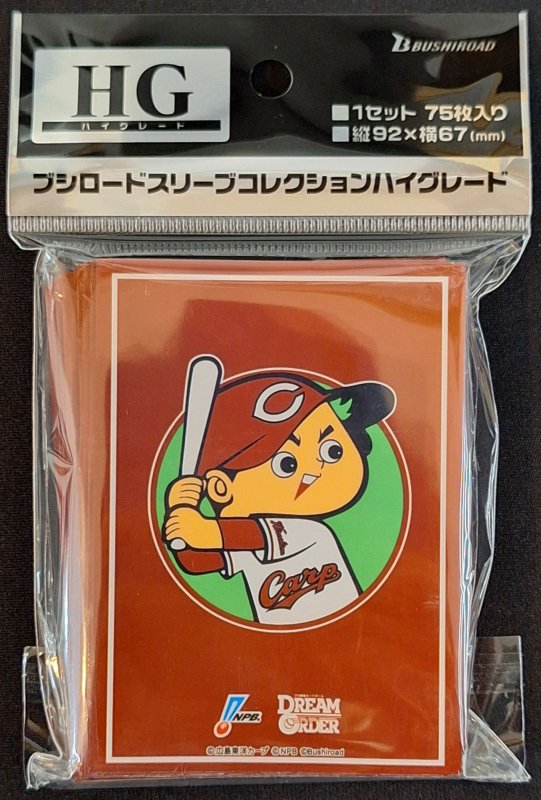 HG
ハイグレード
BUSHIROAD
■1セット 75枚入り
■縦92×横67(mm)
ブシロードスリーブコレクションハイグレード
C
Carp
NPB
DREAM
ORDER
©広島東洋カープ ©NPB ©Bushiroad